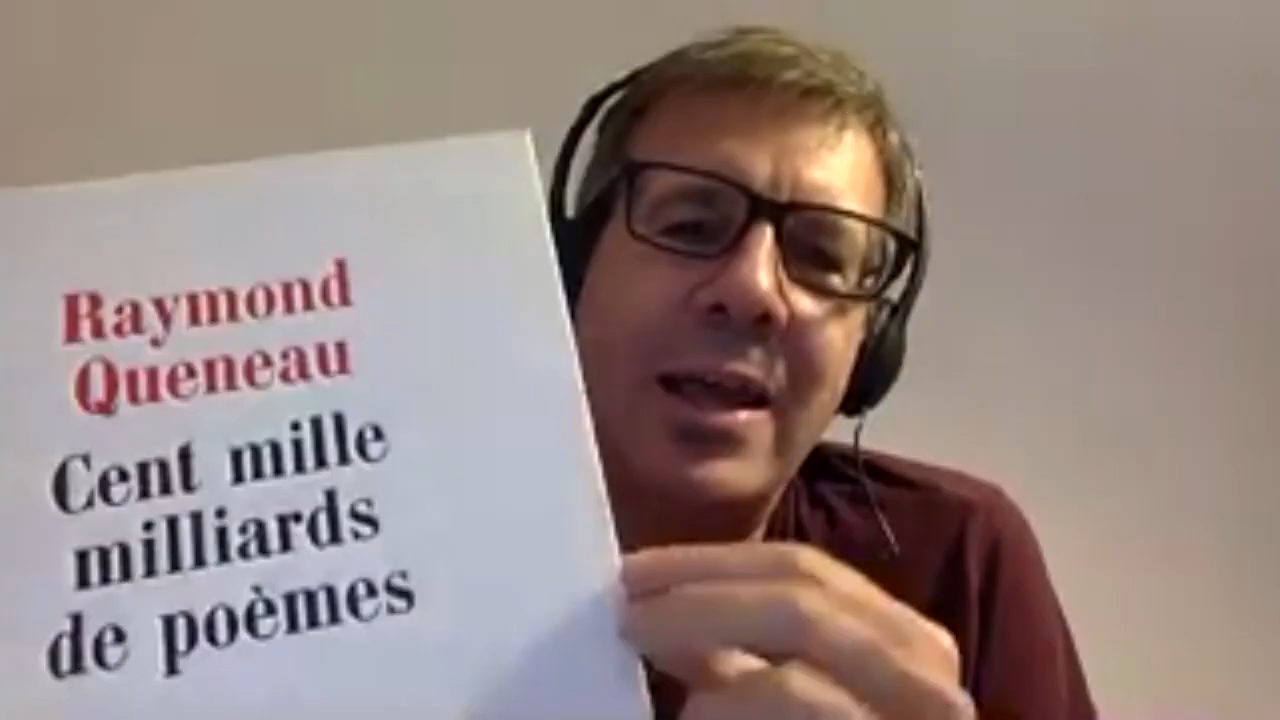 Raymond
Queneau
Cent mille
milliards
de poèmes